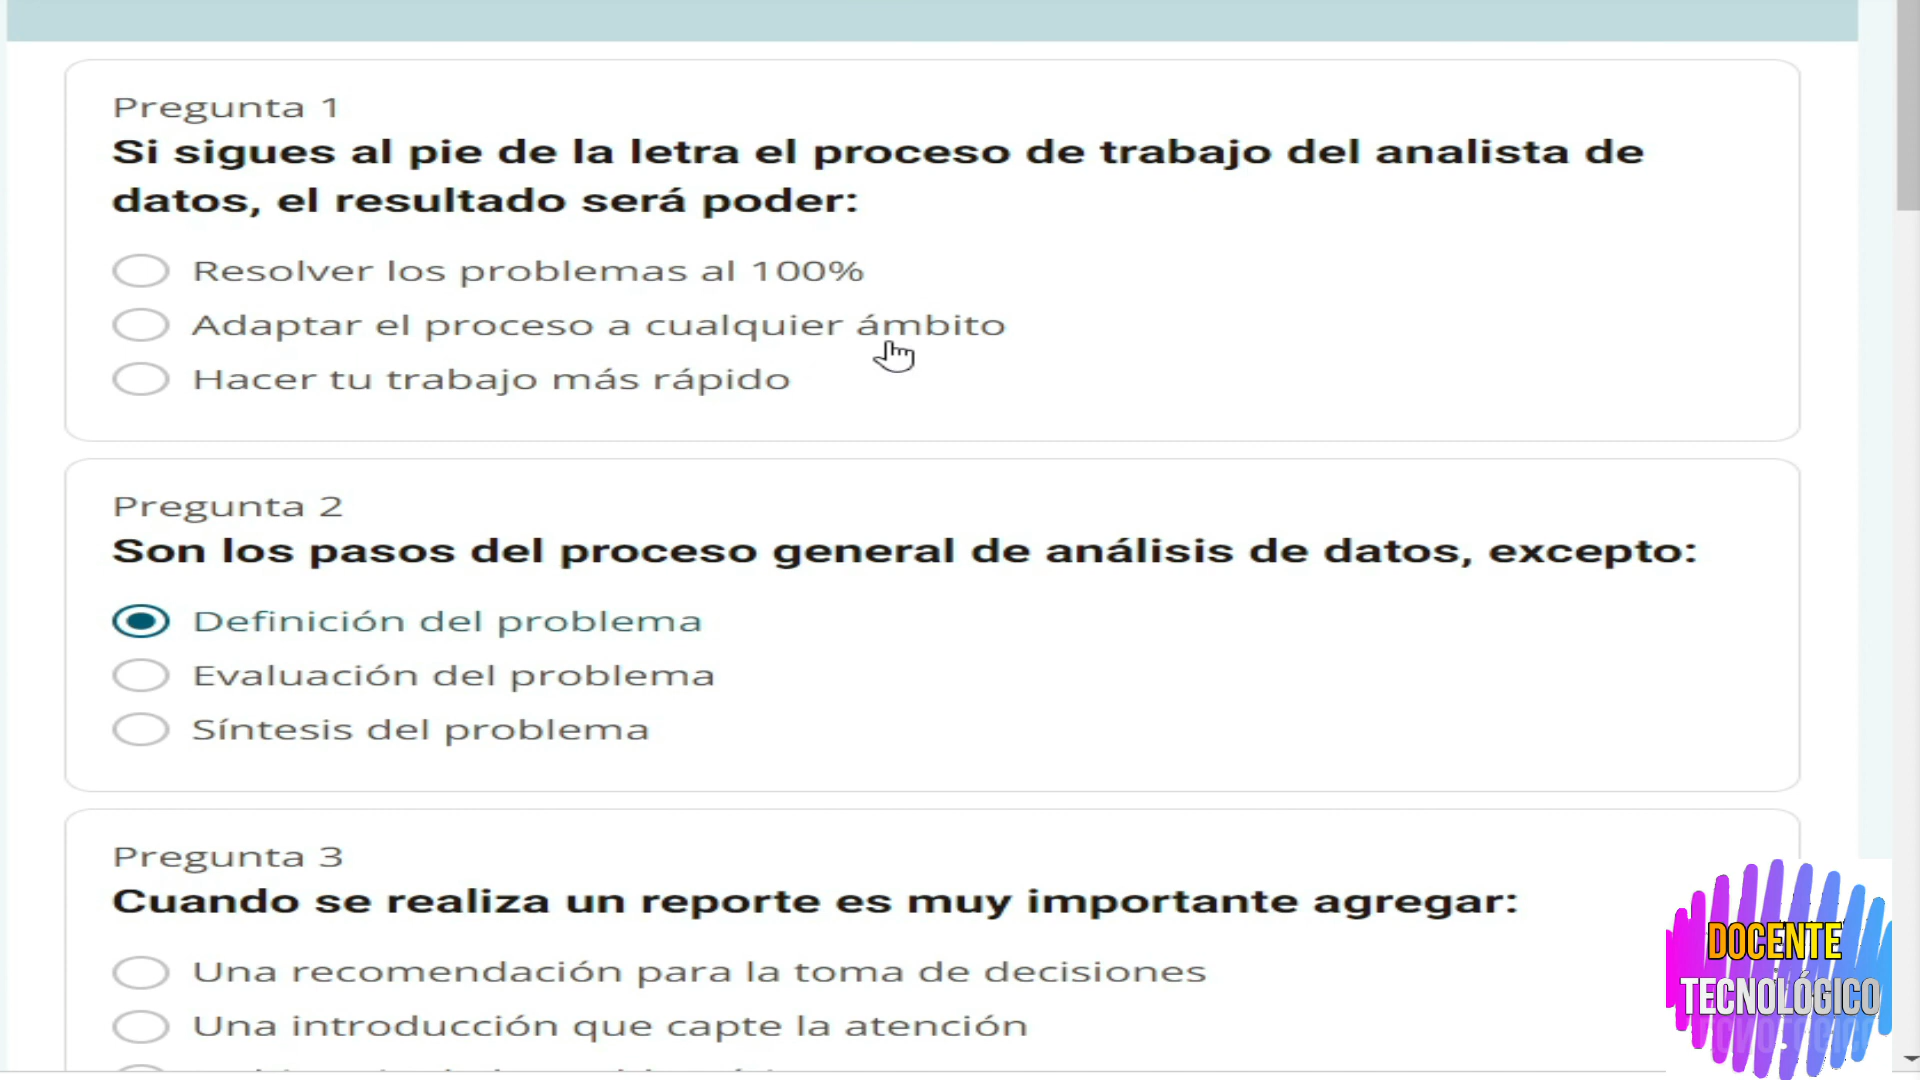 Pregunta 1
Si sigues al pie de la letra el proceso de trabajo del analista de
datos, el resultado será poder:
Resolver los problemas al 100%
Adaptar el proceso a cualquier ámbito
Hacer tu trabajo más rápido
Pregunta 2
Son los pasos del proceso general de análisis de datos, excepto:
Definición del problema
Evaluación del problema
Síntesis del problema
Pregunta 3
Cuando se realiza un reporte es muy importante agregar:
Una recomendación para la toma de decisiones
Una introducción que capte la atención
DOCENTE
TECNOLÓGICO